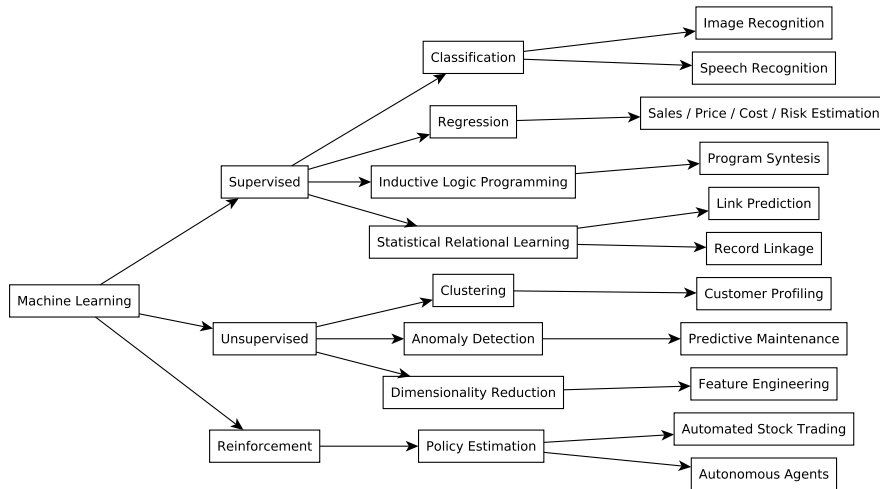 Image Recognition
Classification
Speech Recognition
Regression
Sales / Price / Cost / Risk Estimation
Supervised
Inductive Logic Programming
Program Syntesis
Statistical Relational Learning
Link Prediction
Record Linkage
Machine Learning
Clustering
Customer Profiling
Unsupervised
Anomaly Detection
Predictive Maintenance
Dimensionality Reduction
Feature Engineering
Reinforcement
Policy Estimation
Automated Stock Trading
Autonomous Agents